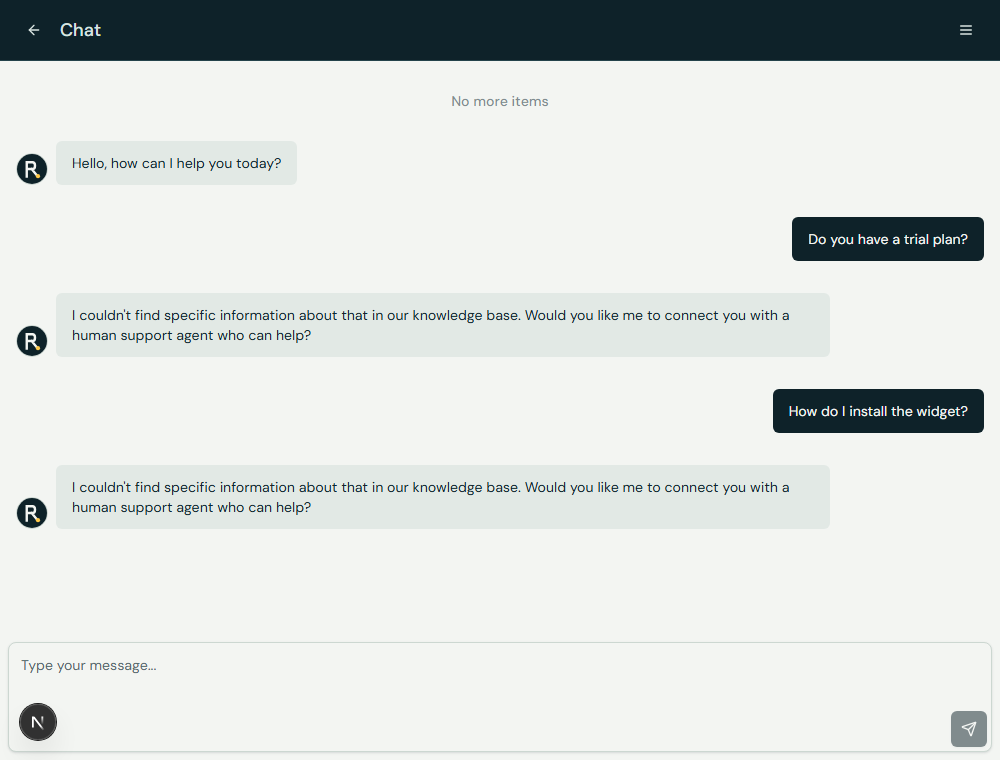 Chat
No more items
R
Hello, how can I help you today?
Do you have a trial plan?
R
I couldn't find specific information about that in our knowledge base. Would you like me to connect you with a
human support agent who can help?
How do I install the widget?
R
I couldn't find specific information about that in our knowledge base. Would you like me to connect you with a
human support agent who can help?
Type your message...
N